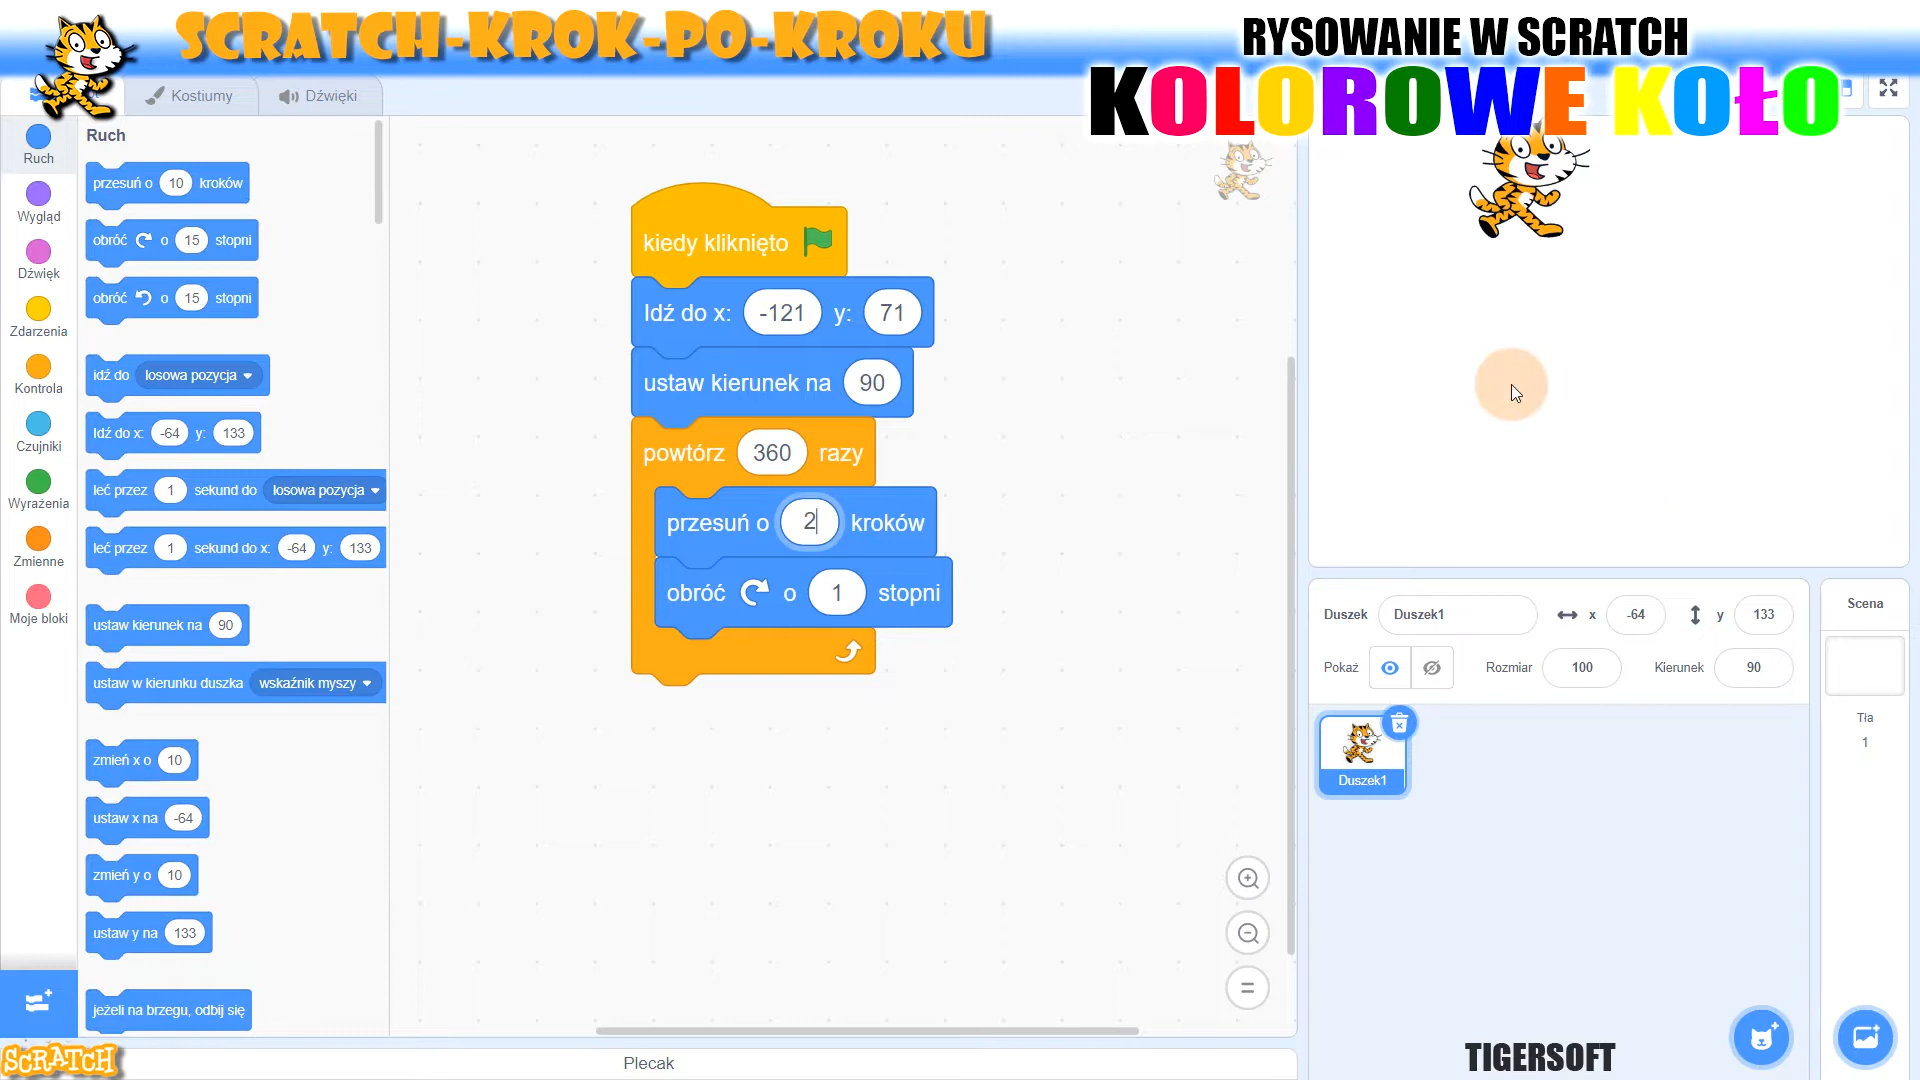 SCRATCH-KROK-PO-KROKU
RYSOWANIE W SCRATCH
KOLOROWE KOŁO
Kostiumy
Dźwięki
Ruch
Wygląd
Dźwięk
Zdarzenia
Kontrola
Czujniki
Wyrażenia
Zmienne
Moje bloki
Ruch
przesuń o 10 kroków
obróć o 15 stopni
obróć o 15 stopni
idź do losowa pozycja
Idź do x: -64 y: 133
leć przez 1 sekund do losowa pozycja
leć przez 1 sekund do x: -64 y: 133
ustaw kierunek na 90
ustaw w kierunku duszka wskaźnik myszy
zmień x o 10
ustaw x na -64
zmień y o 10
ustaw y na 133
jeżeli na brzegu, odbij się
kiedy kliknięto
Idź do x: -121 y: 71
ustaw kierunek na 90
powtórz 360 razy
przesuń o 2 kroków
obróć o 1 stopni
Duszek Duszek1 x -64 y 133
Pokaż Rozmiar 100 Kierunek 90
Duszek1
Scena
Tła
1
Plecak
SCRATCH
TIGERSOFT